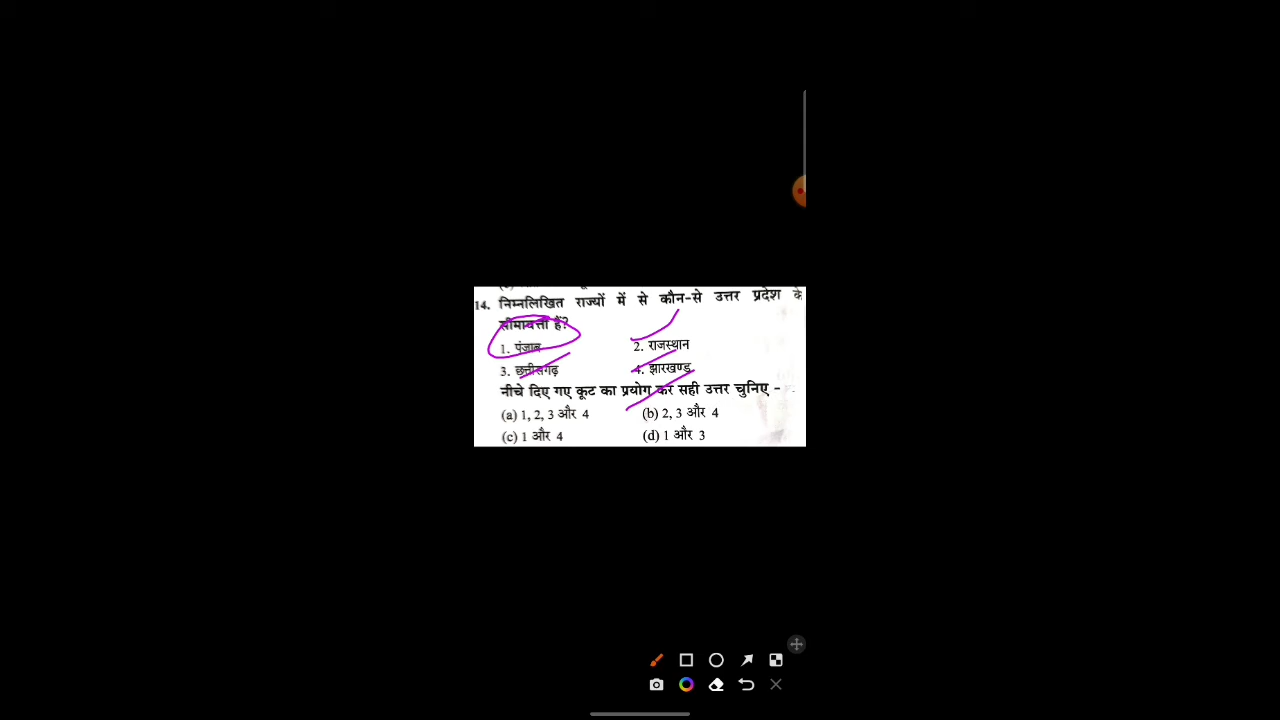 14. निम्नलिखित राज्यों में से कौन-से उत्तर प्रदेश के
सीमावर्ती हैं?
1. पंजाब 2. राजस्थान
3. छत्तीसगढ़ 4. झारखण्ड
नीचे दिए गए कूट का प्रयोग कर सही उत्तर चुनिए -
(a) 1, 2, 3 और 4 (b) 2, 3 और 4
(c) 1 और 4 (d) 1 और 3